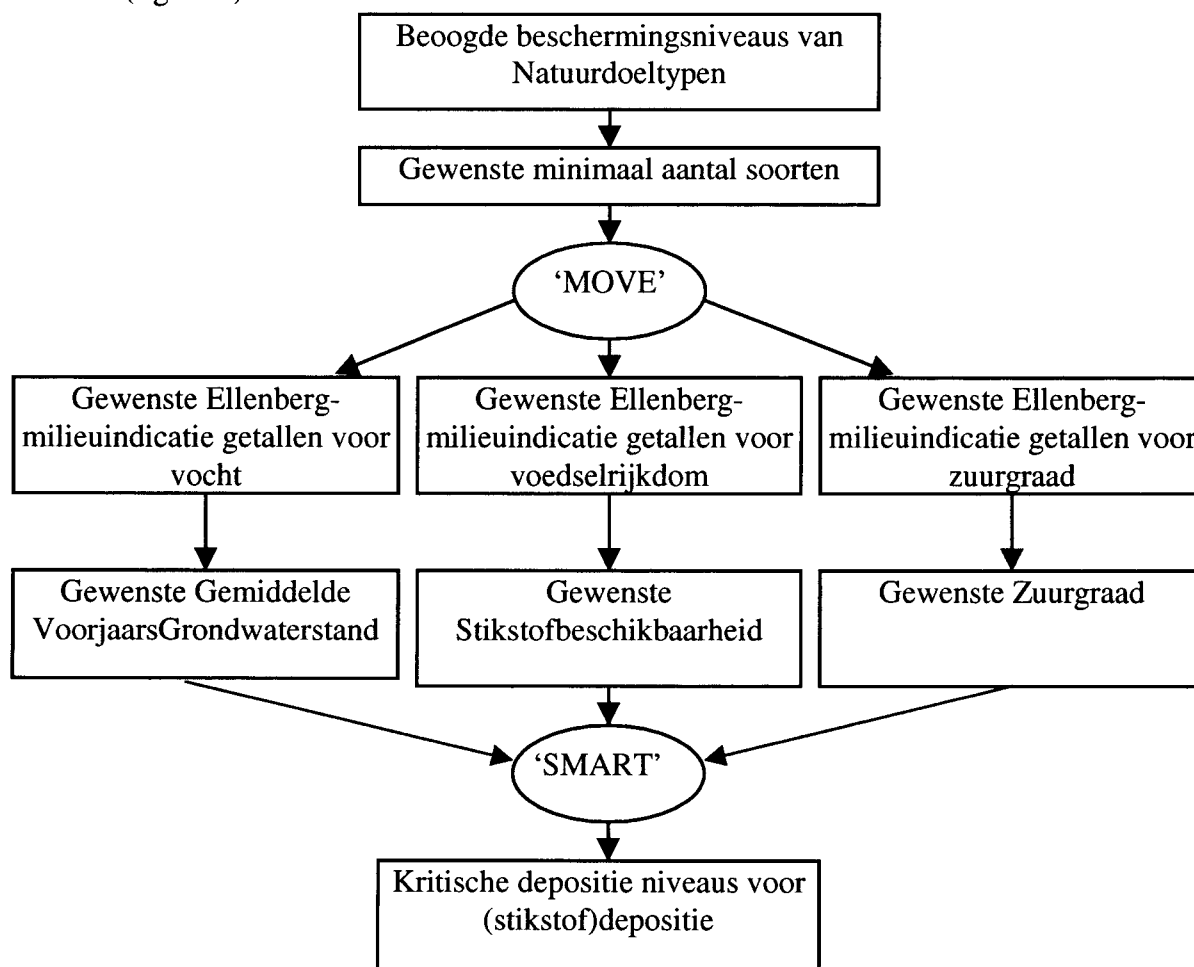 Beoogde beschermingsniveaus van
Natuurdoeltypen
Gewenste minimaal aantal soorten
‘MOVE’
Gewenste Ellenberg-
milieuindicatie getallen voor
vocht
Gewenste Ellenberg-
milieuindicatie getallen voor
voedselrijkdom
Gewenste Ellenberg-
milieuindicatie getallen voor
zuurgraad
Gewenste Gemiddelde
VoorjaarsGrondwaterstand
Gewenste
Stikstofbeschikbaarheid
Gewenste Zuurgraad
‘SMART’
Kritische depositie niveaus voor
(stikstof)depositie